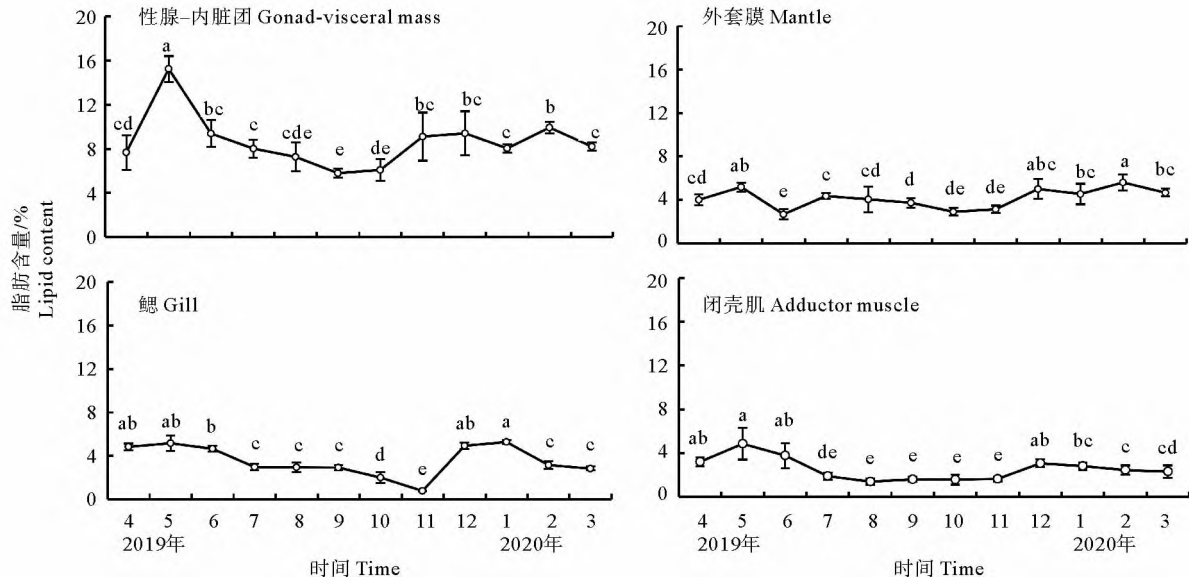 脂肪含量/%
Lipid content
性腺–内脏团 Gonad-visceral mass
20
16
12
8
4
0
cd a bc c cde e de bc bc c b c
外套膜 Mantle
20
16
12
8
4
0
cd ab e c cd d de de abc bc a bc
鳃 Gill
20
16
12
8
4
0
ab ab b c c c d e ab a c c
4 5 6 7 8 9 10 11 12 1 2 3
2019年 2020年
时间 Time
闭壳肌 Adductor muscle
20
16
12
8
4
0
ab a ab de e e e e ab bc c cd
4 5 6 7 8 9 10 11 12 1 2 3
2019年 2020年
时间 Time